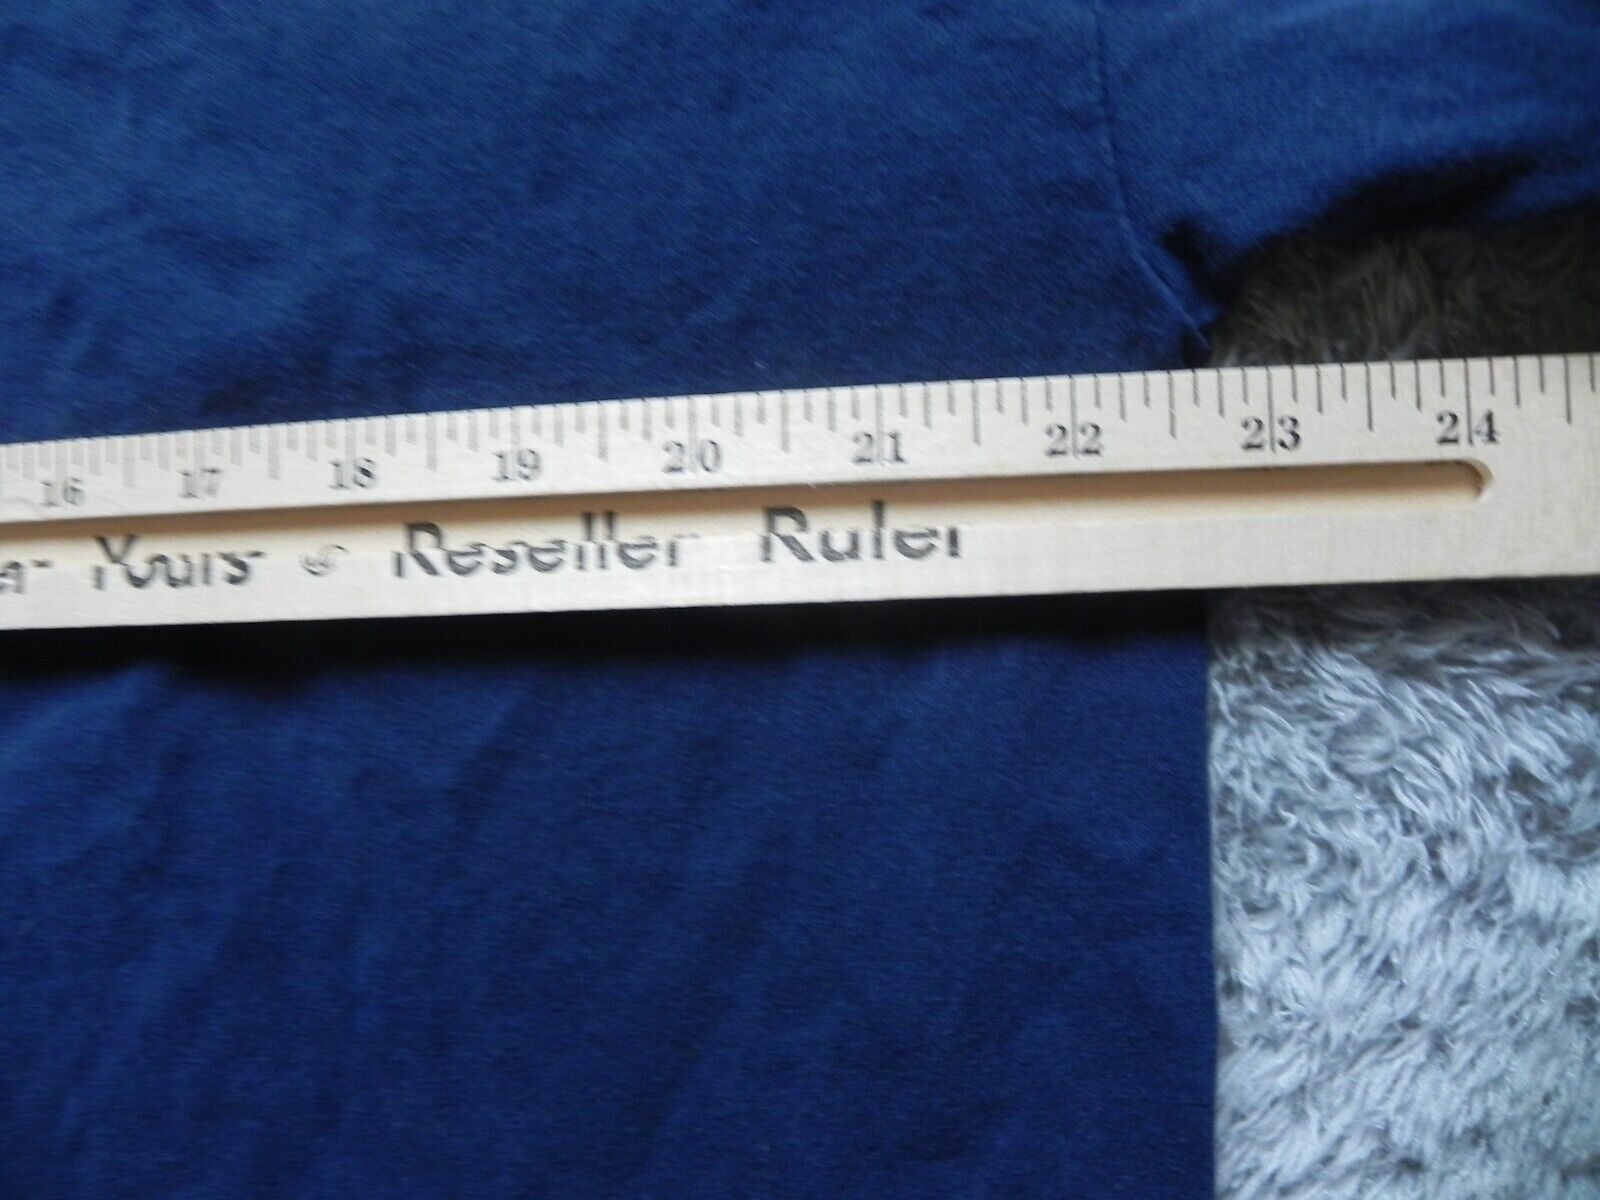 16 17 18 19 20 21 22 23 24
Yours Reseller Ruler